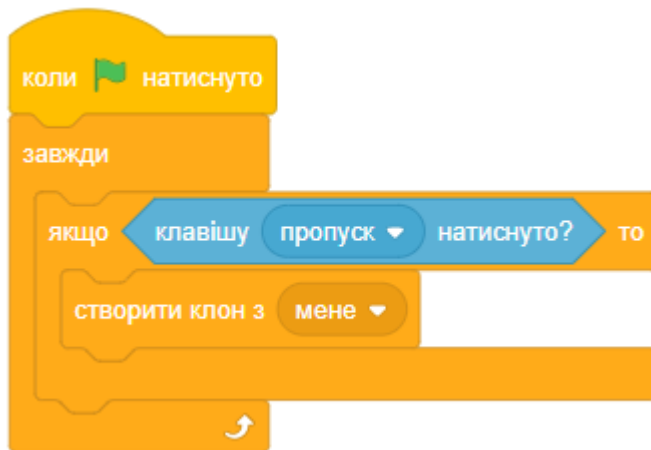 коли натиснуто
завжди
якщо клавішу пропуск натиснуто? то
створити клон з мене